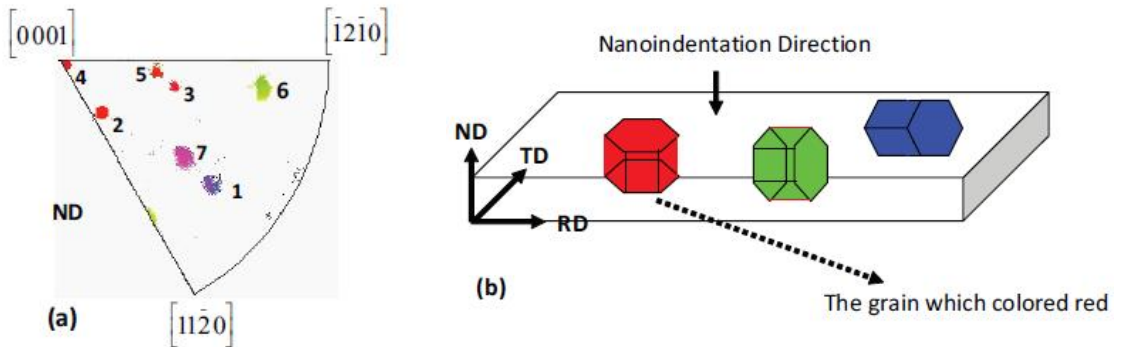 [0001]
[1̄21̄0]
4
5
3
6
2
7
1
ND
(a)
[112̄0]
Nanoindentation Direction
ND
TD
RD
(b)
The grain which colored red